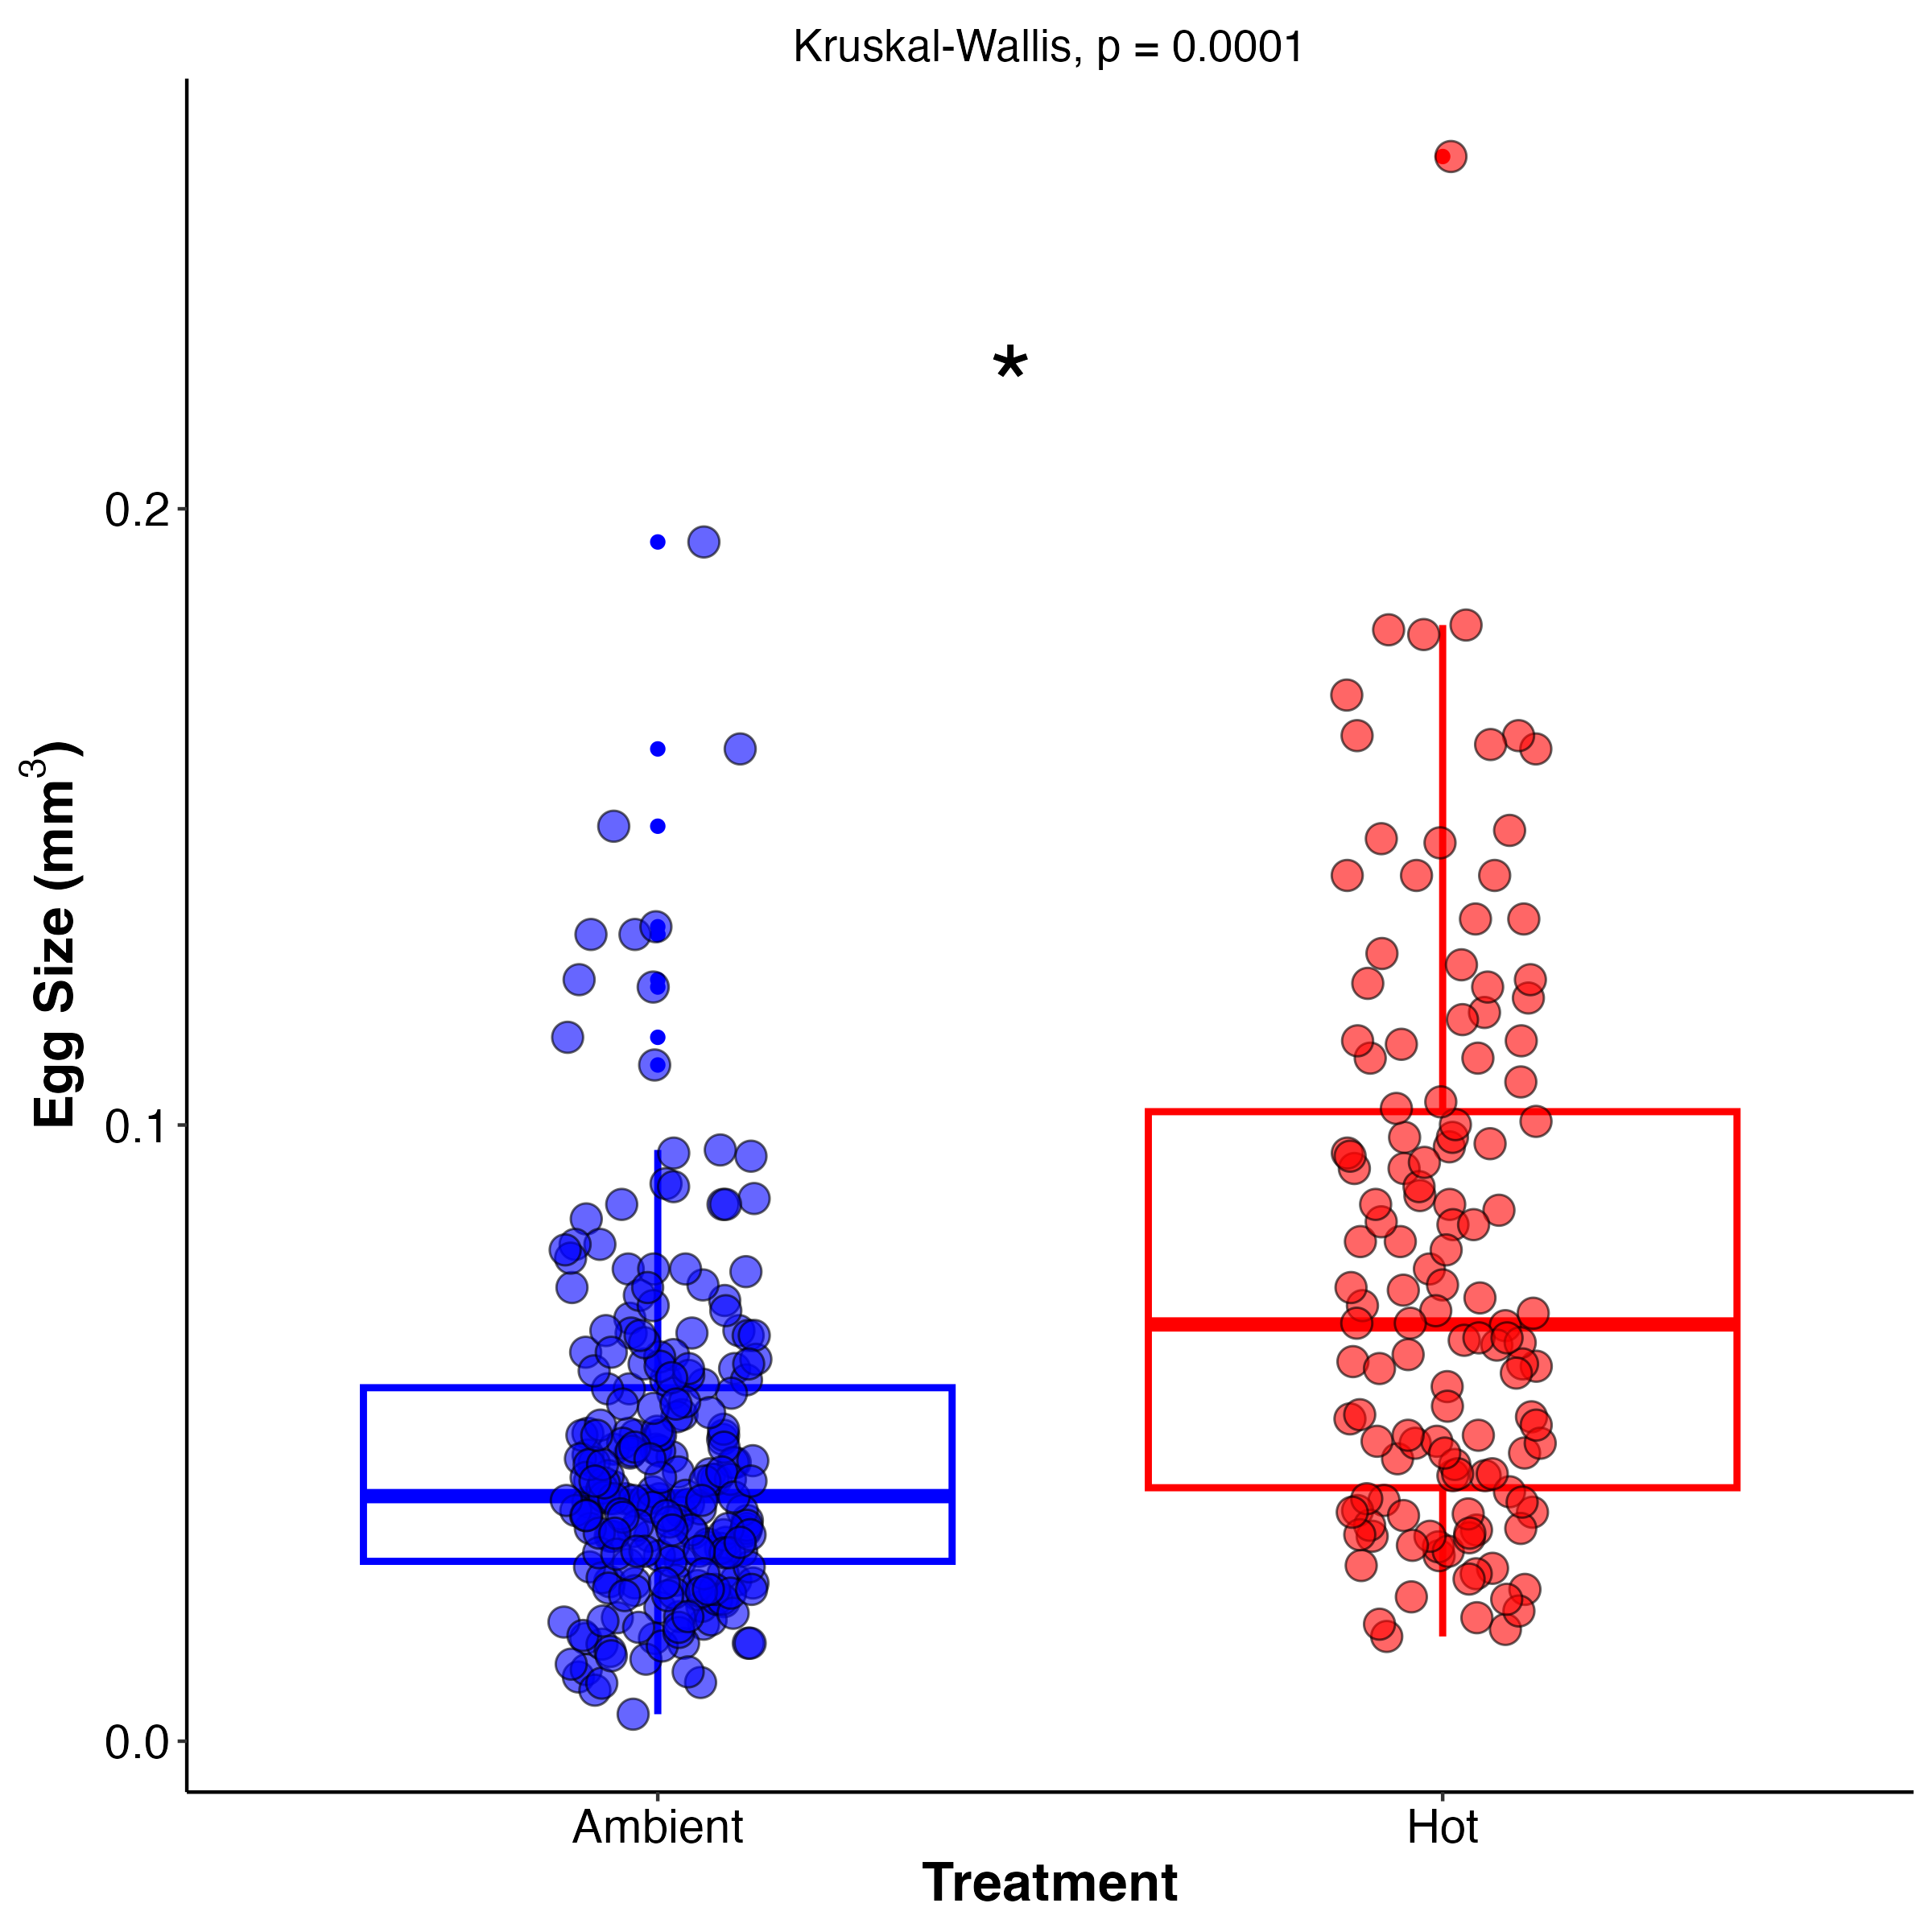 Kruskal-Wallis, p = 0.0001
*
Egg Size (mm³)
0.2
0.1
0.0
Ambient
Hot
Treatment